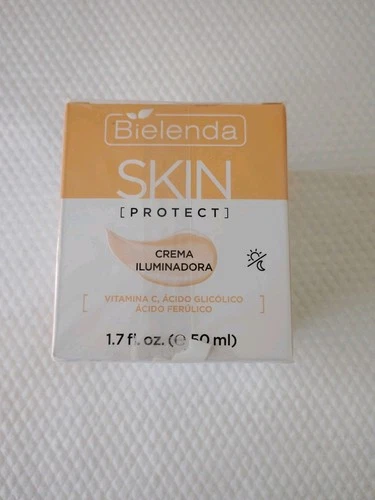 Bielenda
SKIN
[PROTECT]
CREMA
ILUMINADORA
[ VITAMINA C, ÁCIDO GLICÓLICO ]
ÁCIDO FERÚLICO
1.7 fl. oz. (℮ 50 ml)